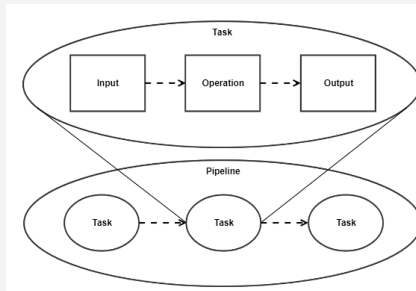 Task
Input
Operation
Output
Pipeline
Task
Task
Task